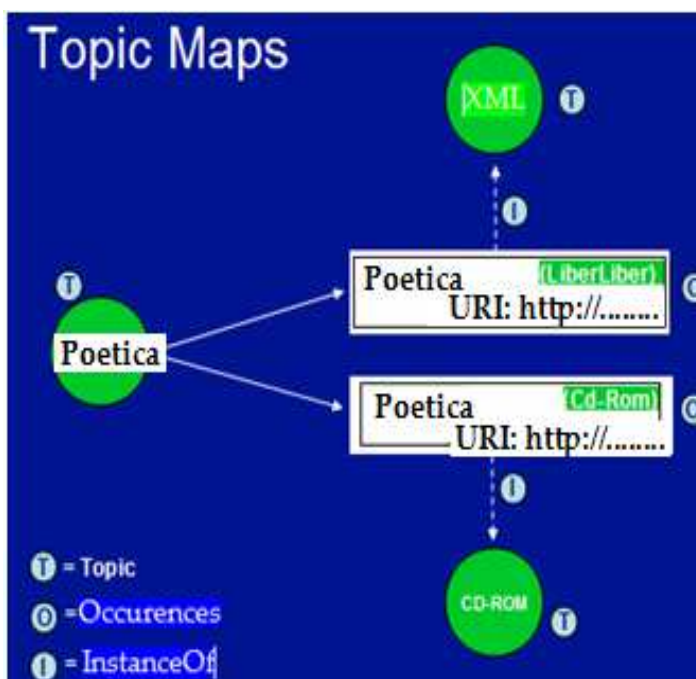 Topic Maps
XML
T
I
T
Poetica (LiberLiber)
URI: http://........
O
Poetica
Poetica (Cd-Rom)
URI: http://........
O
I
CD-ROM
T
T = Topic
O = Occurences
I = InstanceOf